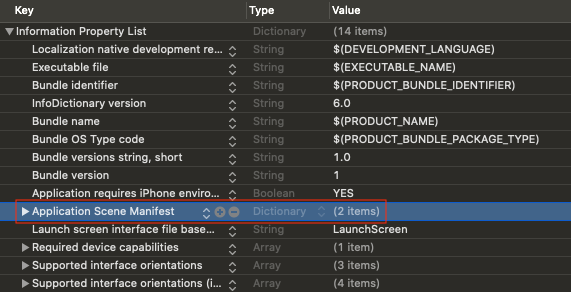 Key Type Value
Information Property List Dictionary (14 items)
Localization native development re... String $(DEVELOPMENT_LANGUAGE)
Executable file String $(EXECUTABLE_NAME)
Bundle identifier String $(PRODUCT_BUNDLE_IDENTIFIER)
InfoDictionary version String 6.0
Bundle name String $(PRODUCT_NAME)
Bundle OS Type code String $(PRODUCT_BUNDLE_PACKAGE_TYPE)
Bundle versions string, short String 1.0
Bundle version String 1
Application requires iPhone enviro... Boolean YES
Application Scene Manifest Dictionary (2 items)
Launch screen interface file base... String LaunchScreen
Required device capabilities Array (1 item)
Supported interface orientations Array (3 items)
Supported interface orientations (i... Array (4 items)